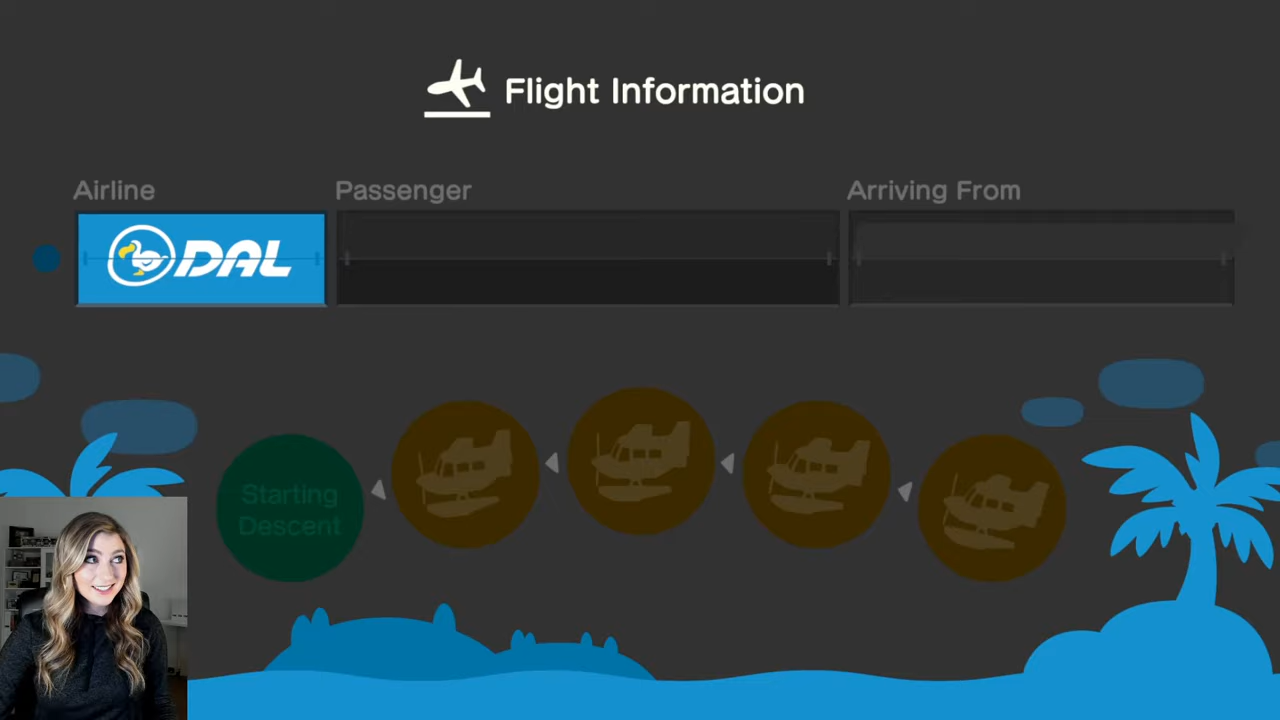 Flight Information
Airline
Passenger
Arriving From
DAL
Starting
Descent